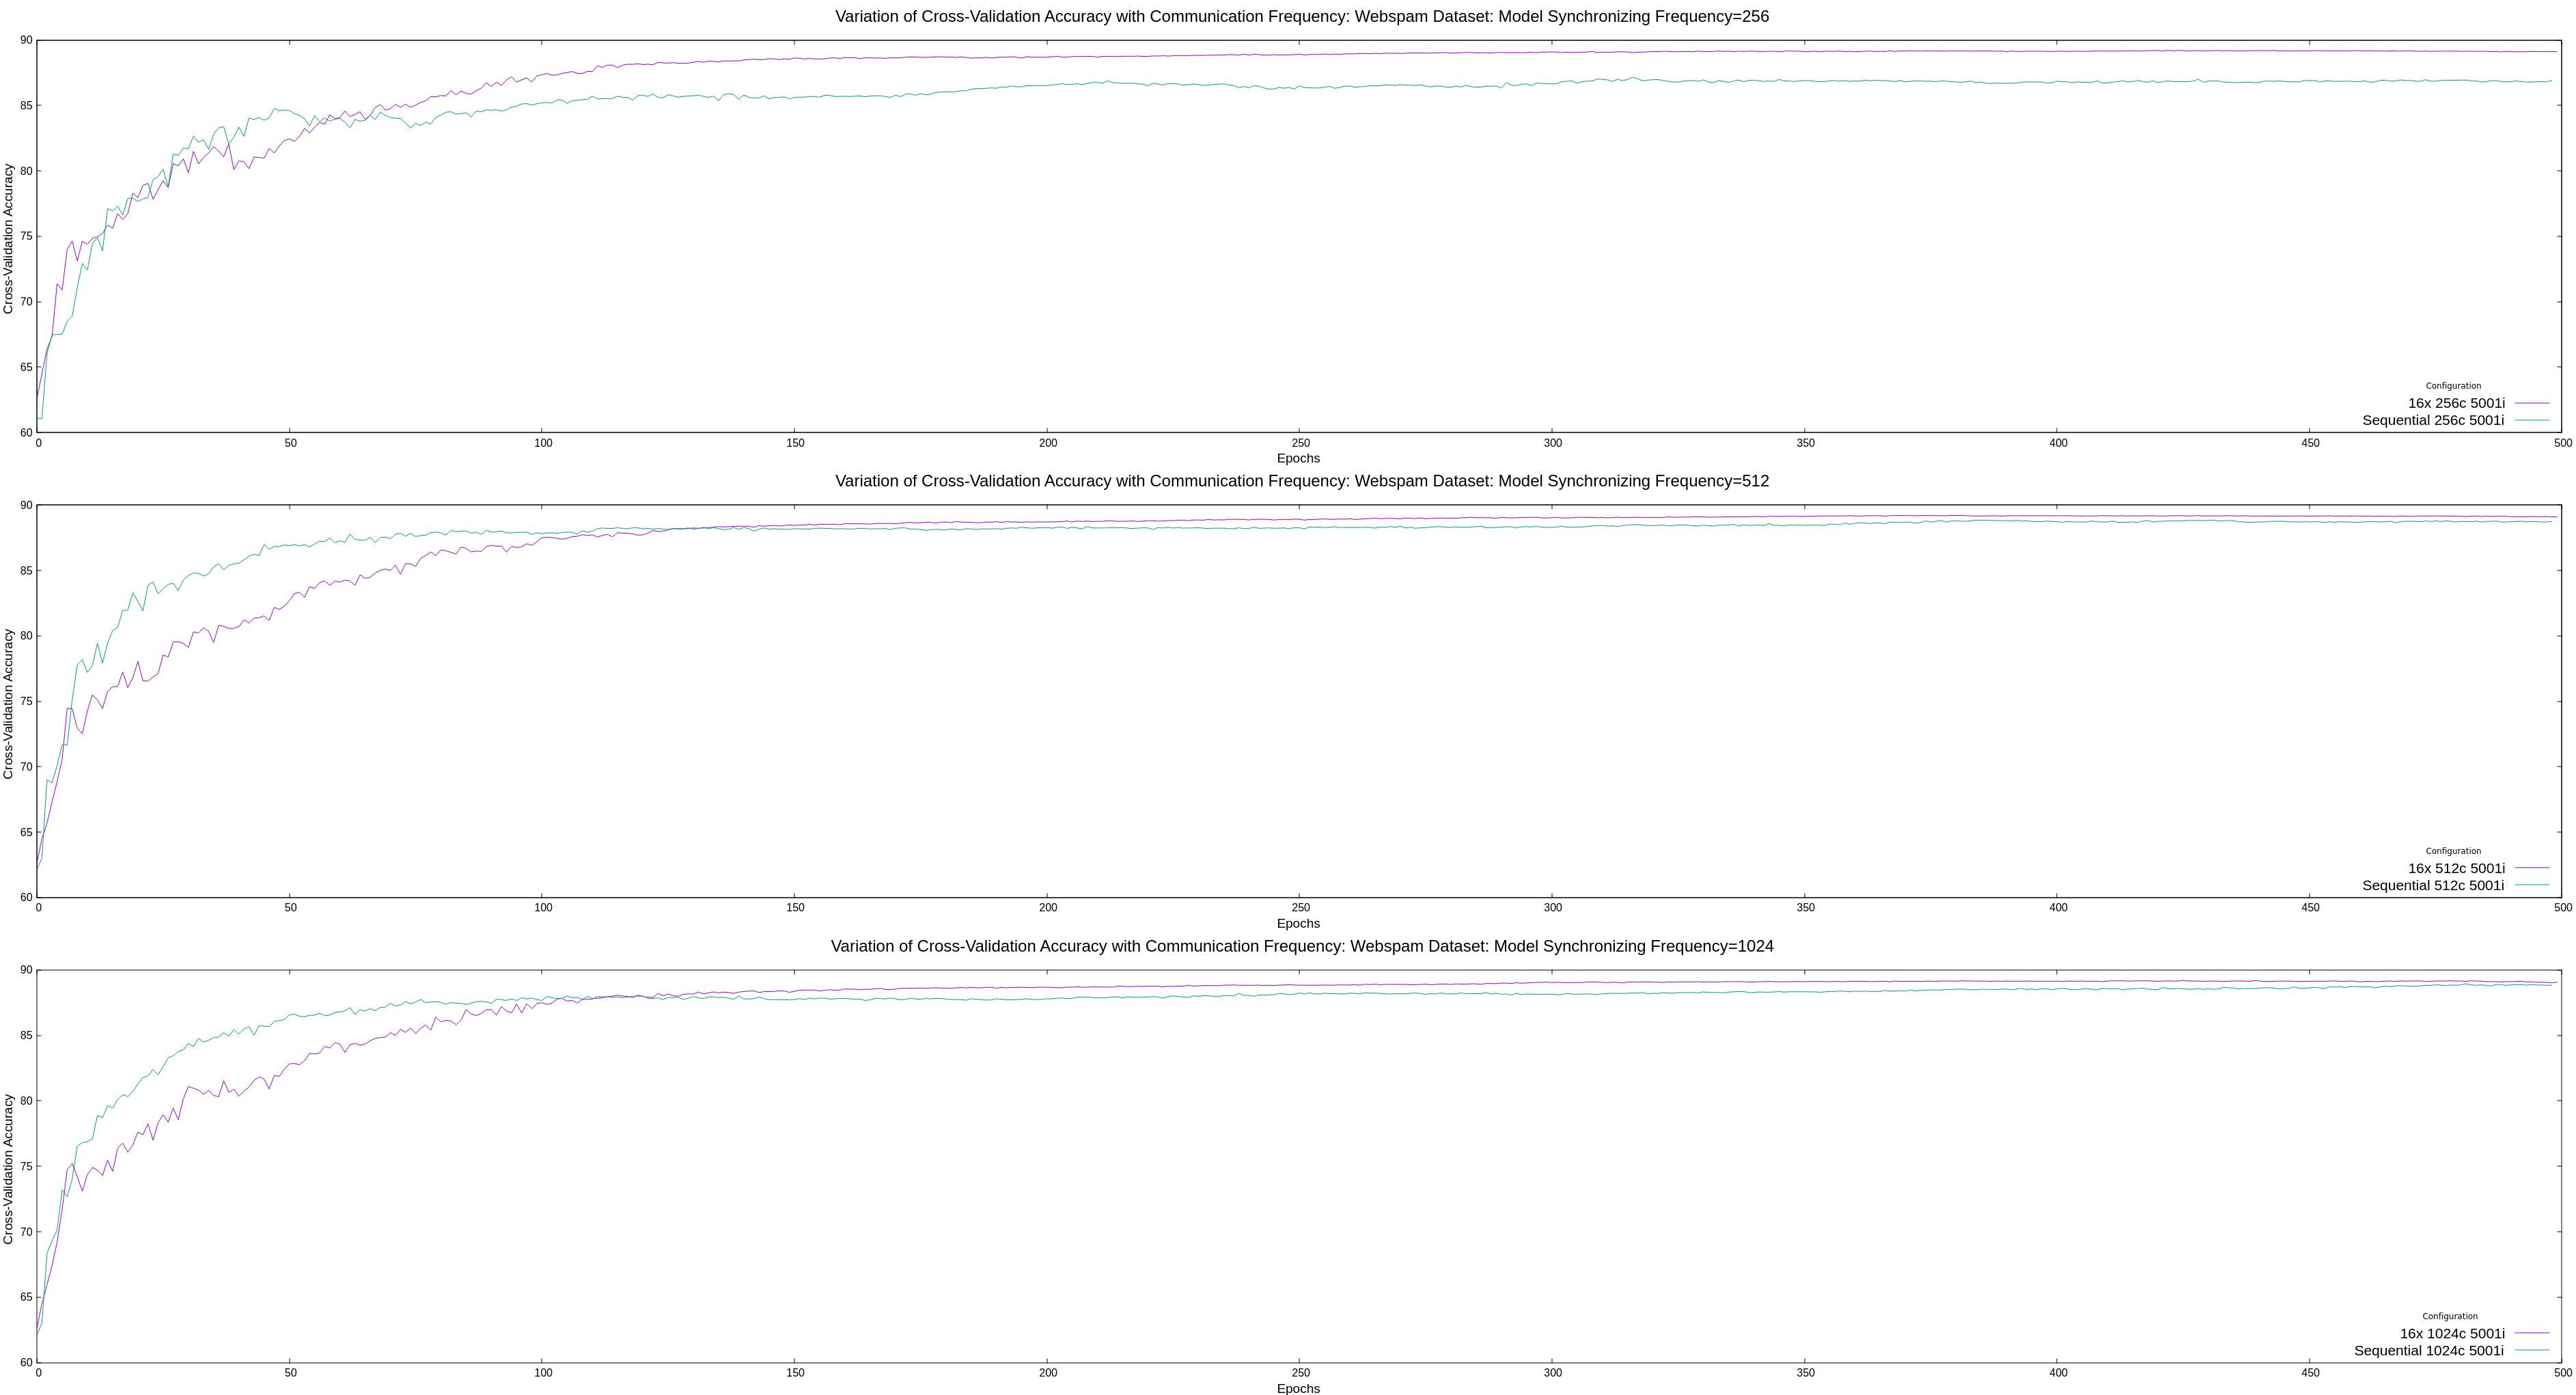 Variation of Cross-Validation Accuracy with Communication Frequency: Webspam Dataset: Model Synchronizing Frequency=256
90
85
80
75
70
65
60
Cross-Validation Accuracy
Configuration
16x 256c 5001i
Sequential 256c 5001i
0 50 100 150 200 250 300 350 400 450 500
Epochs
Variation of Cross-Validation Accuracy with Communication Frequency: Webspam Dataset: Model Synchronizing Frequency=512
90
85
80
75
70
65
60
Cross-Validation Accuracy
Configuration
16x 512c 5001i
Sequential 512c 5001i
0 50 100 150 200 250 300 350 400 450 500
Epochs
Variation of Cross-Validation Accuracy with Communication Frequency: Webspam Dataset: Model Synchronizing Frequency=1024
90
85
80
75
70
65
60
Cross-Validation Accuracy
Configuration
16x 1024c 5001i
Sequential 1024c 5001i
0 50 100 150 200 250 300 350 400 450 500
Epochs